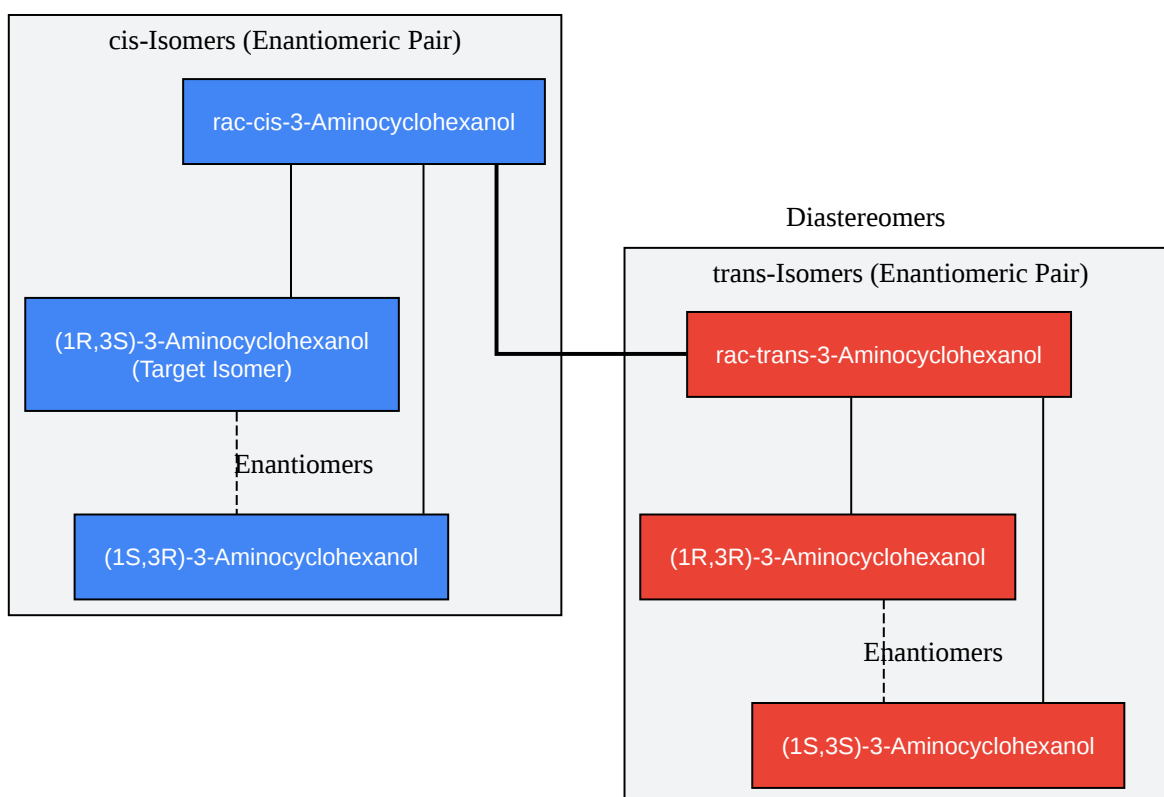 cis-Isomers (Enantiomeric Pair)
rac-cis-3-Aminocyclohexanol
(1R,3S)-3-Aminocyclohexanol
(Target Isomer)
Enantiomers
(1S,3R)-3-Aminocyclohexanol
Diastereomers
trans-Isomers (Enantiomeric Pair)
rac-trans-3-Aminocyclohexanol
(1R,3R)-3-Aminocyclohexanol
Enantiomers
(1S,3S)-3-Aminocyclohexanol